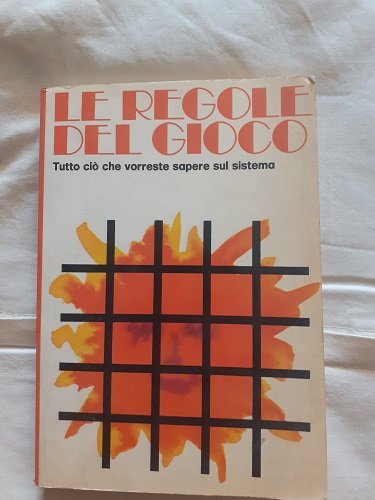 LE REGOLE
DEL GIOCO
Tutto ciò che vorreste sapere sul sistema